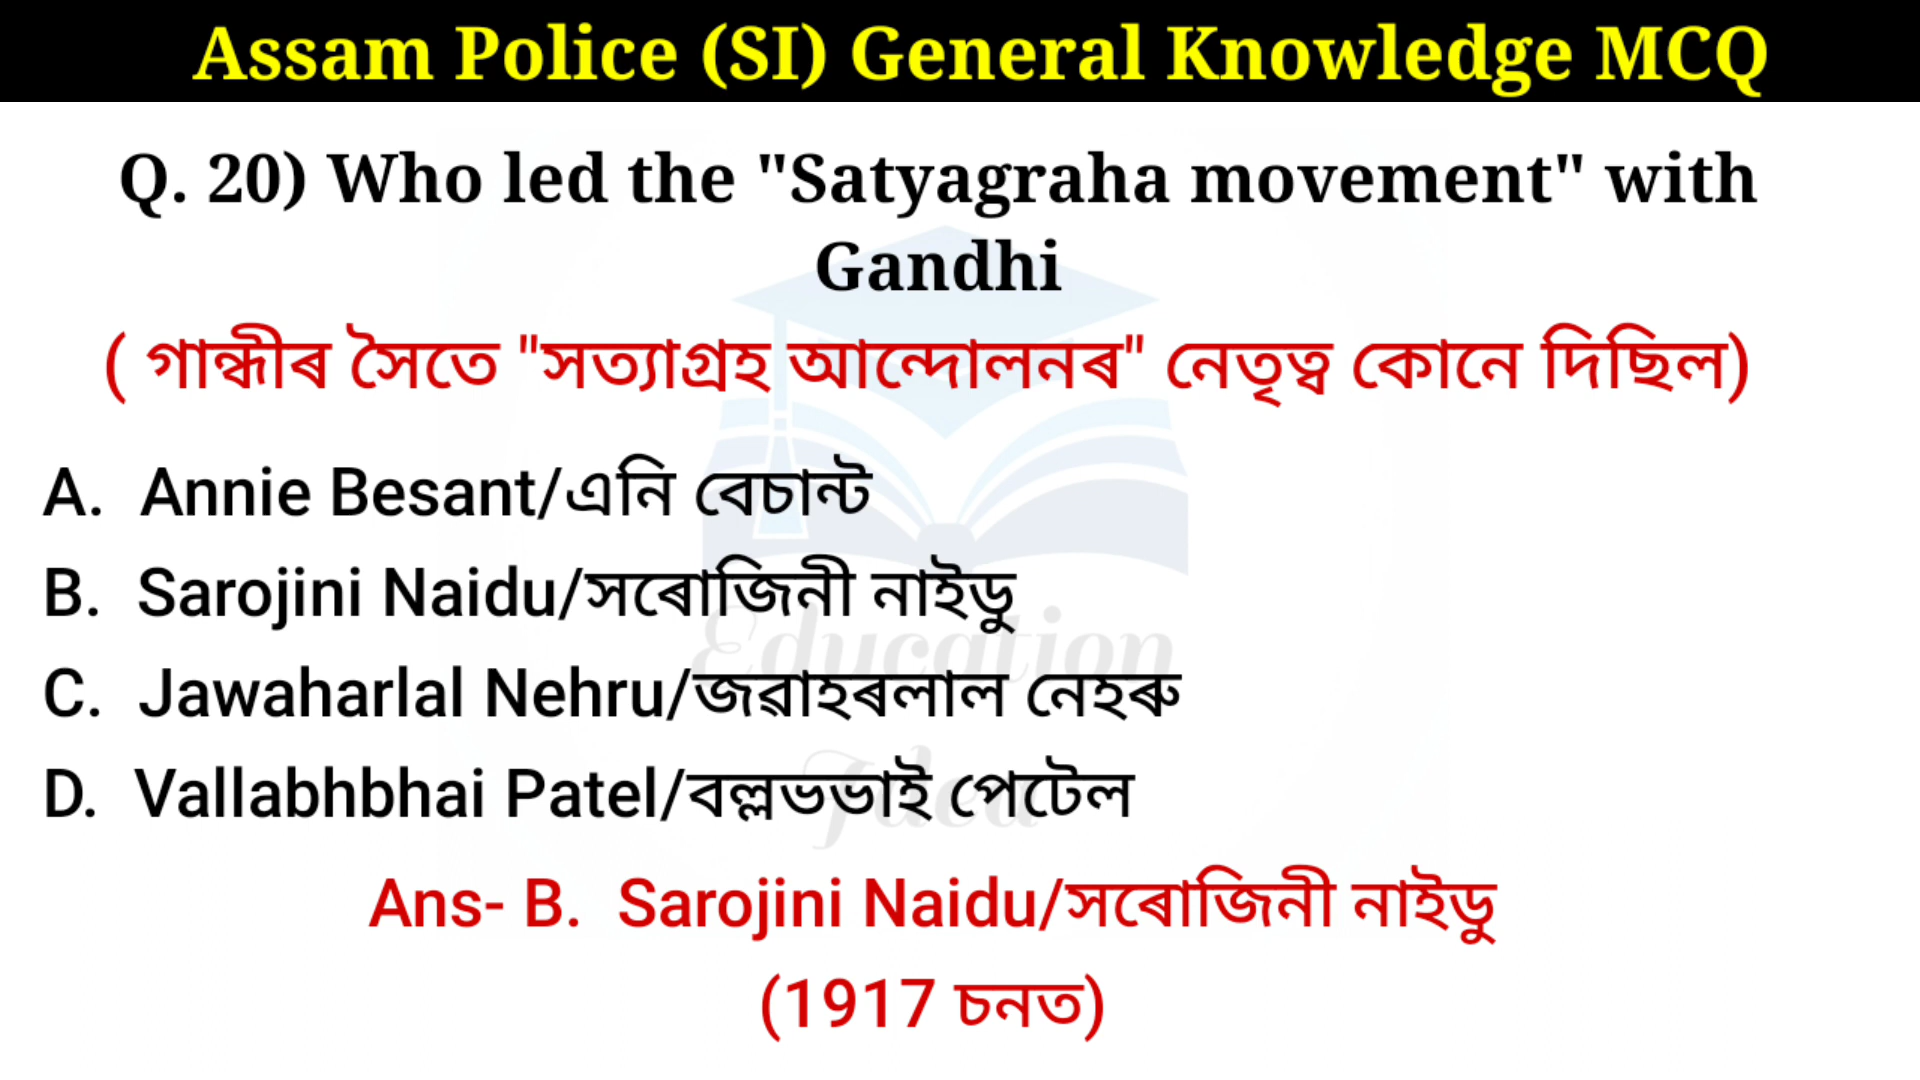 Assam Police (SI) General Knowledge MCQ
Q. 20) Who led the "Satyagraha movement" with
Gandhi
( গান্ধীৰ সৈতে "সত্যাগ্ৰহ আন্দোলনৰ" নেতৃত্ব কোনে দিছিল)
A. Annie Besant/এনি বেচান্ট
B. Sarojini Naidu/সৰোজিনী নাইডু
C. Jawaharlal Nehru/জৱাহৰলাল নেহৰু
D. Vallabhbhai Patel/বল্লভভাই পেটেল
Ans- B. Sarojini Naidu/সৰোজিনী নাইডু
(1917 চনত)
Education
Idea